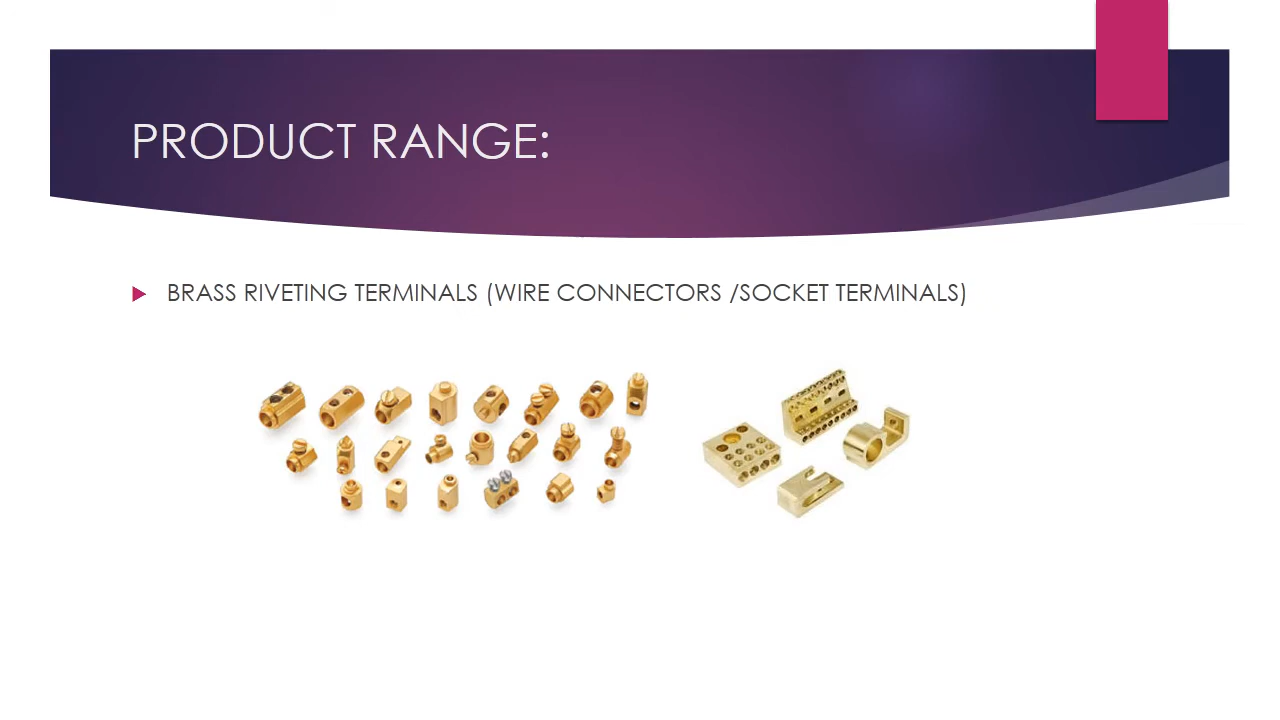 PRODUCT RANGE:
BRASS RIVETING TERMINALS (WIRE CONNECTORS /SOCKET TERMINALS)